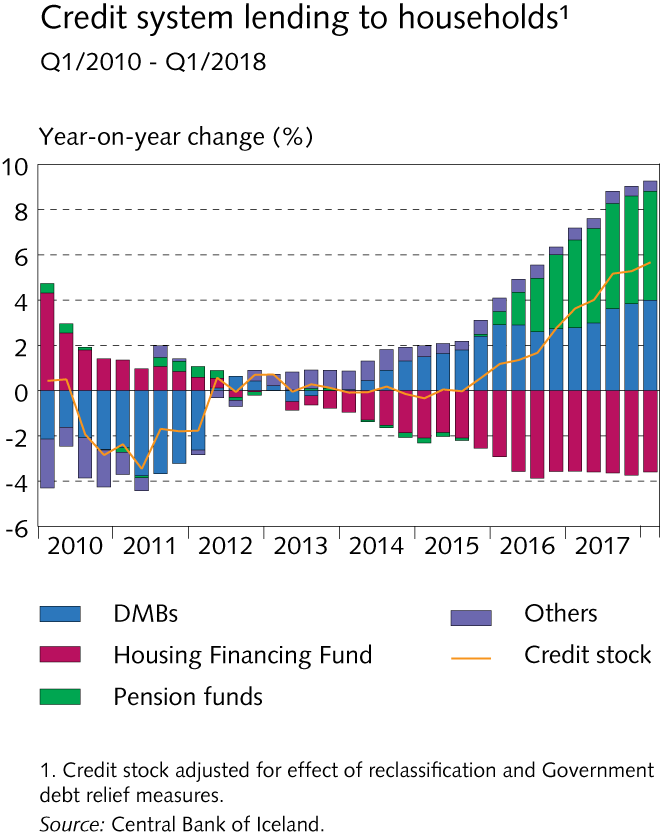 Credit system lending to households¹
Q1/2010 - Q1/2018
Year-on-year change (%)
10
8
6
4
2
0
-2
-4
-6
2010 2011 2012 2013 2014 2015 2016 2017
DMBs
Housing Financing Fund
Pension funds
Others
Credit stock
1. Credit stock adjusted for effect of reclassification and Government
debt relief measures.
Source: Central Bank of Iceland.